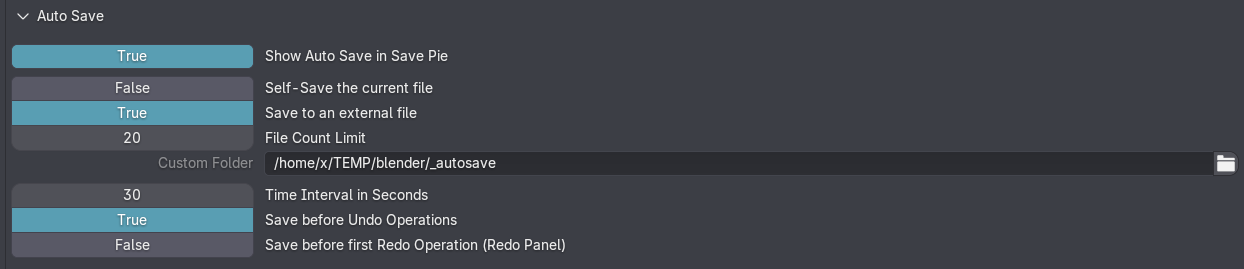 Auto Save
True Show Auto Save in Save Pie
False Self-Save the current file
True Save to an external file
20 File Count Limit
Custom Folder /home/x/TEMP/blender/_autosave
30 Time Interval in Seconds
True Save before Undo Operations
False Save before first Redo Operation (Redo Panel)